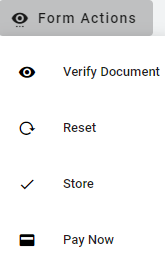 Form Actions
Verify Document
Reset
Store
Pay Now